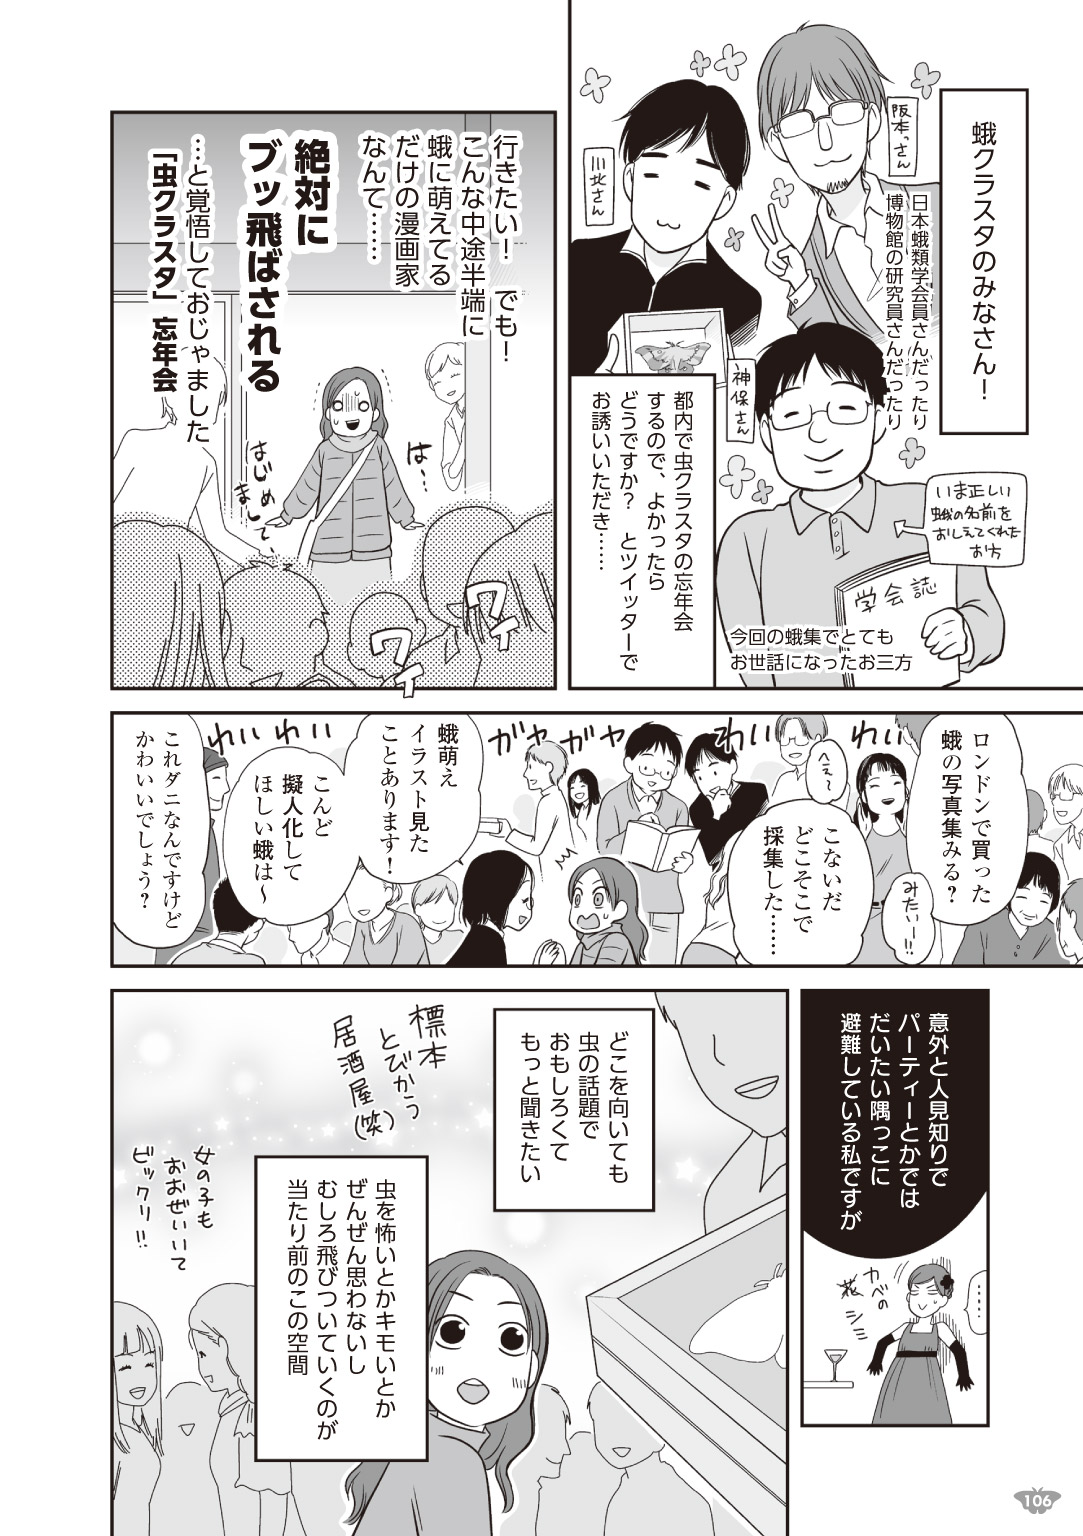 蛾クラスタのみなさん!
日本蛾類学会員さんだったり
博物館の研究員さんだったり
阪本っさん
川北さん
神保さん
いま正しい
蛾の名前を
おしえてくれた
お方
学会誌
今回の蛾集でとても
お世話になったお三方
都内で虫クラスタの忘年会
するので、よかったら
どうですか? とツイッターで
お誘いいただき……
行きたい! でも!
こんな中途半端に
蛾に萌えてる
だけの漫画家
なんて……
絶対に
ブッ飛ばされる
…と覚悟しておじゃました
「虫クラスタ」忘年会
は…
はじめ
まして、
ワイ
ワイ
ロンドンで買った
蛾の写真集みる?
みたいー!!
へぇ〜
こないだ
どこそこで
採集した……
ガヤガヤ
蛾萌え
イラスト見た
ことあります!
わいわい
こんど
擬人化して
ほしい蛾は〜
これダニなんですけど
かわいいでしょう?
意外と人見知りで
パーティーとかでは
だいたい隅っこに
避難している私ですが
……
カベの
花
シミ
どこを向いても
虫の話題で
おもしろくて
もっと聞きたい
標本
とびかう
居酒屋(笑)
虫を怖いとかキモいとか
ぜんぜん思わないし
むしろ飛びついていくのが
当たり前のこの空間
女の子も
おおぜいいて
ビックリ!!
106